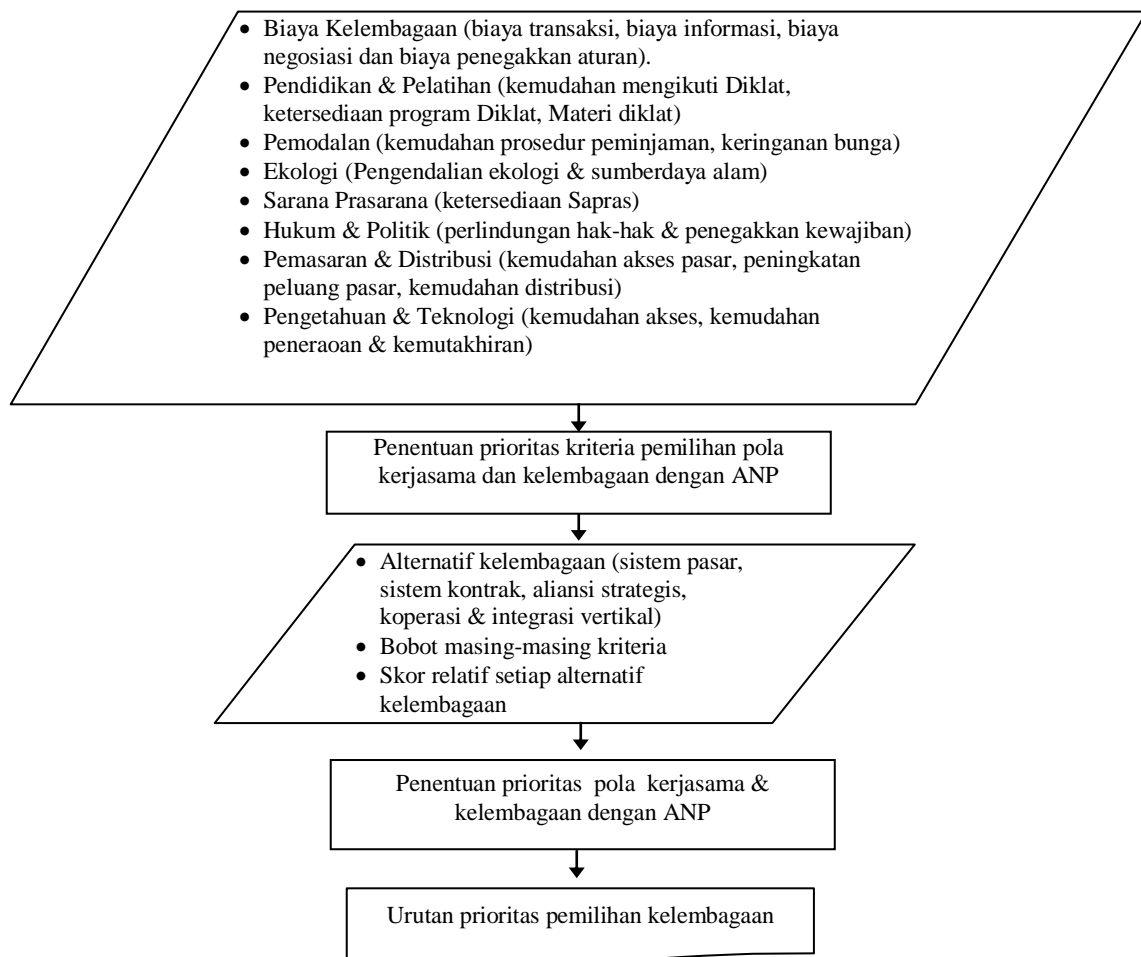 • Biaya Kelembagaan (biaya transaksi, biaya informasi, biaya
negosiasi dan biaya penegakkan aturan).
• Pendidikan & Pelatihan (kemudahan mengikuti Diklat,
ketersediaan program Diklat, Materi diklat)
• Pemodalan (kemudahan prosedur peminjaman, keringanan bunga)
• Ekologi (Pengendalian ekologi & sumberdaya alam)
• Sarana Prasarana (ketersediaan Sapras)
• Hukum & Politik (perlindungan hak-hak & penegakkan kewajiban)
• Pemasaran & Distribusi (kemudahan akses pasar, peningkatan
peluang pasar, kemudahan distribusi)
• Pengetahuan & Teknologi (kemudahan akses, kemudahan
peneraoan & kemutakhiran)
Penentuan prioritas kriteria pemilihan pola
kerjasama dan kelembagaan dengan ANP
• Alternatif kelembagaan (sistem pasar,
sistem kontrak, aliansi strategis,
koperasi & integrasi vertikal)
• Bobot masing-masing kriteria
• Skor relatif setiap alternatif
kelembagaan
Penentuan prioritas pola kerjasama &
kelembagaan dengan ANP
Urutan prioritas pemilihan kelembagaan